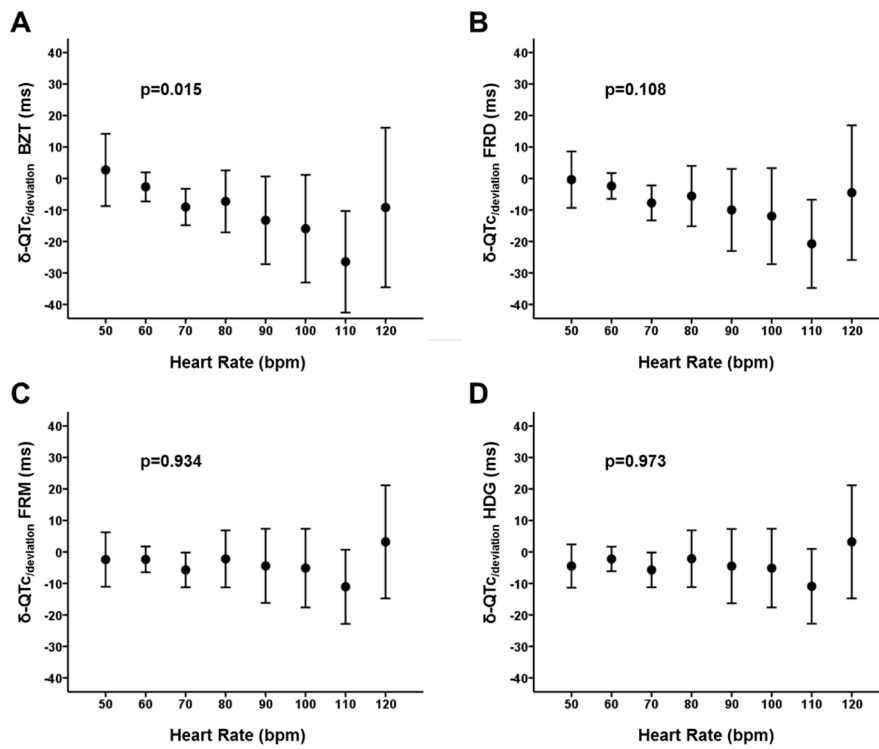 A
δ-QTc/deviation BZT (ms)
40
30
20
10
0
-10
-20
-30
-40
p=0.015
50 60 70 80 90 100 110 120
Heart Rate (bpm)
B
δ-QTc/deviation FRD (ms)
40
30
20
10
0
-10
-20
-30
-40
p=0.108
50 60 70 80 90 100 110 120
Heart Rate (bpm)
C
δ-QTc/deviation FRM (ms)
40
30
20
10
0
-10
-20
-30
-40
p=0.934
50 60 70 80 90 100 110 120
Heart Rate (bpm)
D
δ-QTc/deviation HDG (ms)
40
30
20
10
0
-10
-20
-30
-40
p=0.973
50 60 70 80 90 100 110 120
Heart Rate (bpm)